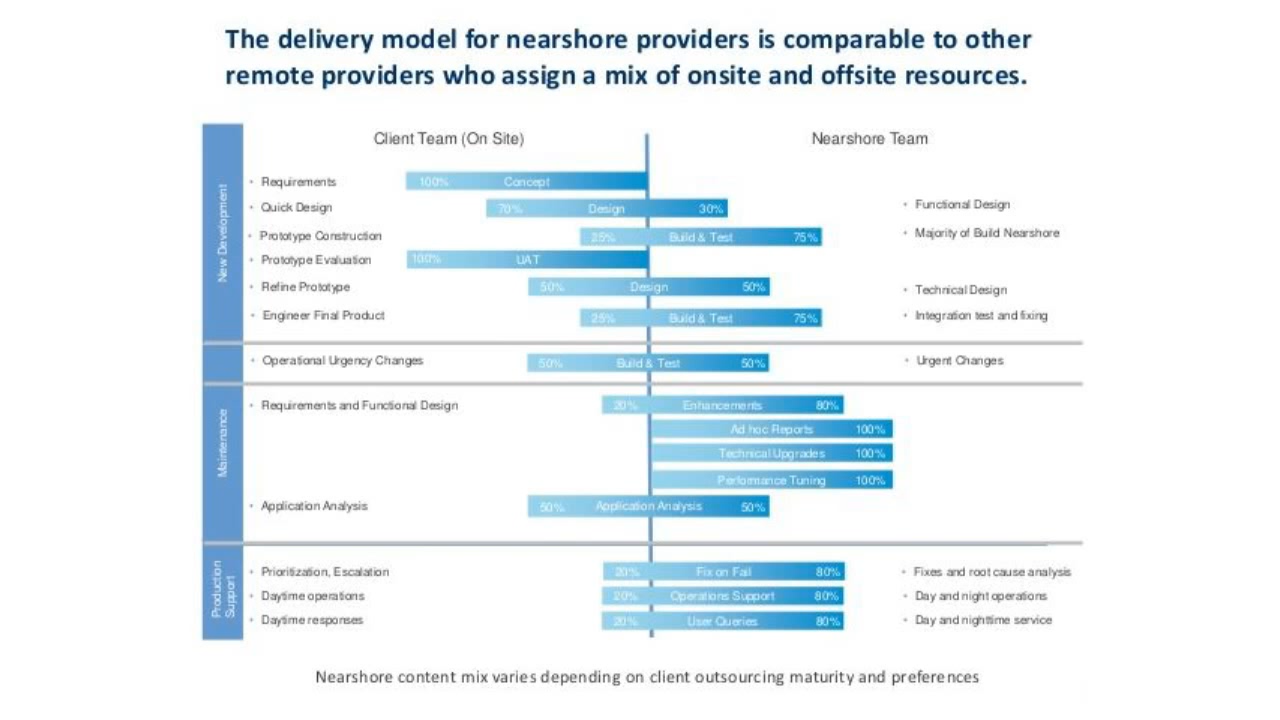 The delivery model for nearshore providers is comparable to other
remote providers who assign a mix of onsite and offsite resources.
Client Team (On Site)
Nearshore Team
New Development
• Requirements
100% Concept
• Quick Design
70% Design 30%
• Functional Design
• Prototype Construction
25% Build & Test 75%
• Majority of Build Nearshore
• Prototype Evaluation
100% UAT
• Refine Prototype
50% Design 50%
• Technical Design
• Engineer Final Product
25% Build & Test 75%
• Integration test and fixing
• Operational Urgency Changes
50% Build & Test 50%
• Urgent Changes
Maintenance
• Requirements and Functional Design
20% Enhancements 80%
Ad hoc Reports 100%
Technical Upgrades 100%
Performance Tuning 100%
• Application Analysis
50% Application Analysis 50%
Production
Support
• Prioritization, Escalation
20% Fix on Fail 80%
• Fixes and root cause analysis
• Daytime operations
20% Operations Support 80%
• Day and night operations
• Daytime responses
20% User Queries 80%
• Day and nighttime service
Nearshore content mix varies depending on client outsourcing maturity and preferences